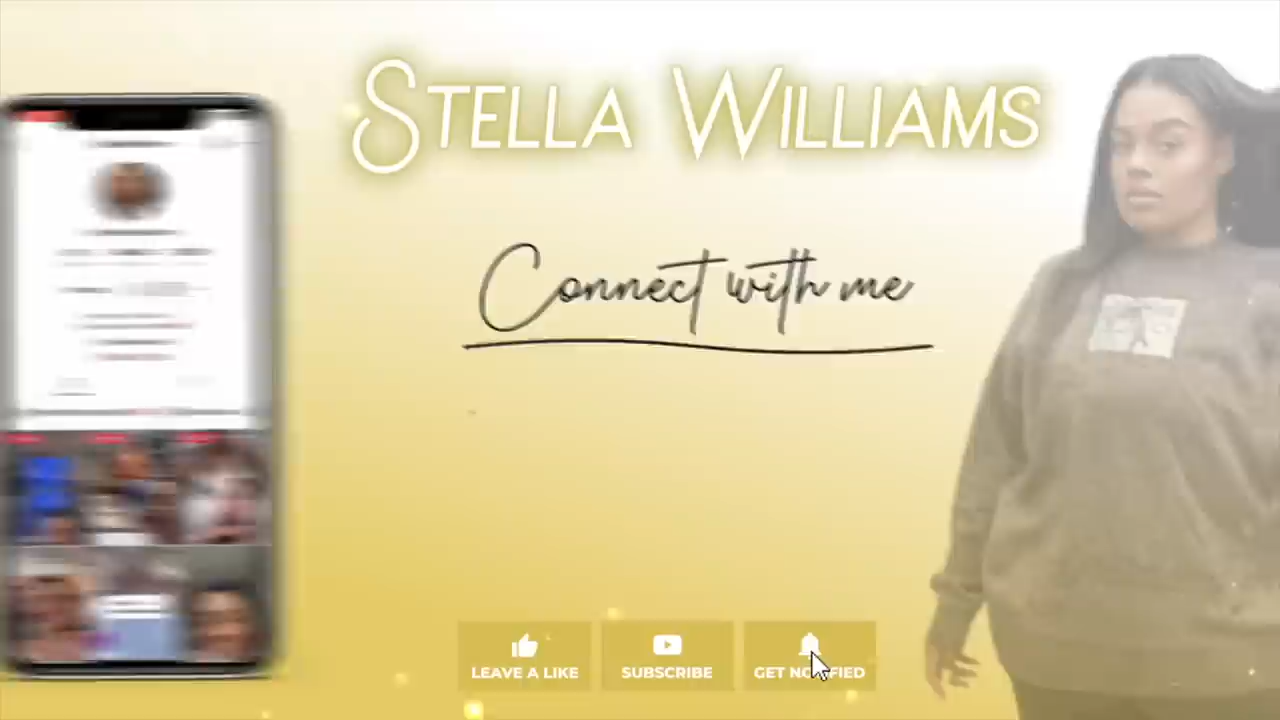 STELLA WILLIAMS
Connect with me
LEAVE A LIKE
SUBSCRIBE
GET NOTIFIED